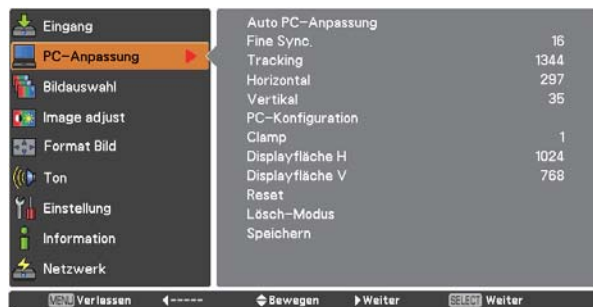 Eingang
PC-Anpassung
Bildauswahl
Image adjust
Format Bild
Ton
Einstellung
Information
Netzwerk
Auto PC-Anpassung
Fine Sync. 16
Tracking 1344
Horizontal 297
Vertikal 35
PC-Konfiguration
Clamp 1
Displayfläche H 1024
Displayfläche V 768
Reset
Lösch-Modus
Speichern
MENU Verlassen ----- Bewegen Weiter SELECT Weiter